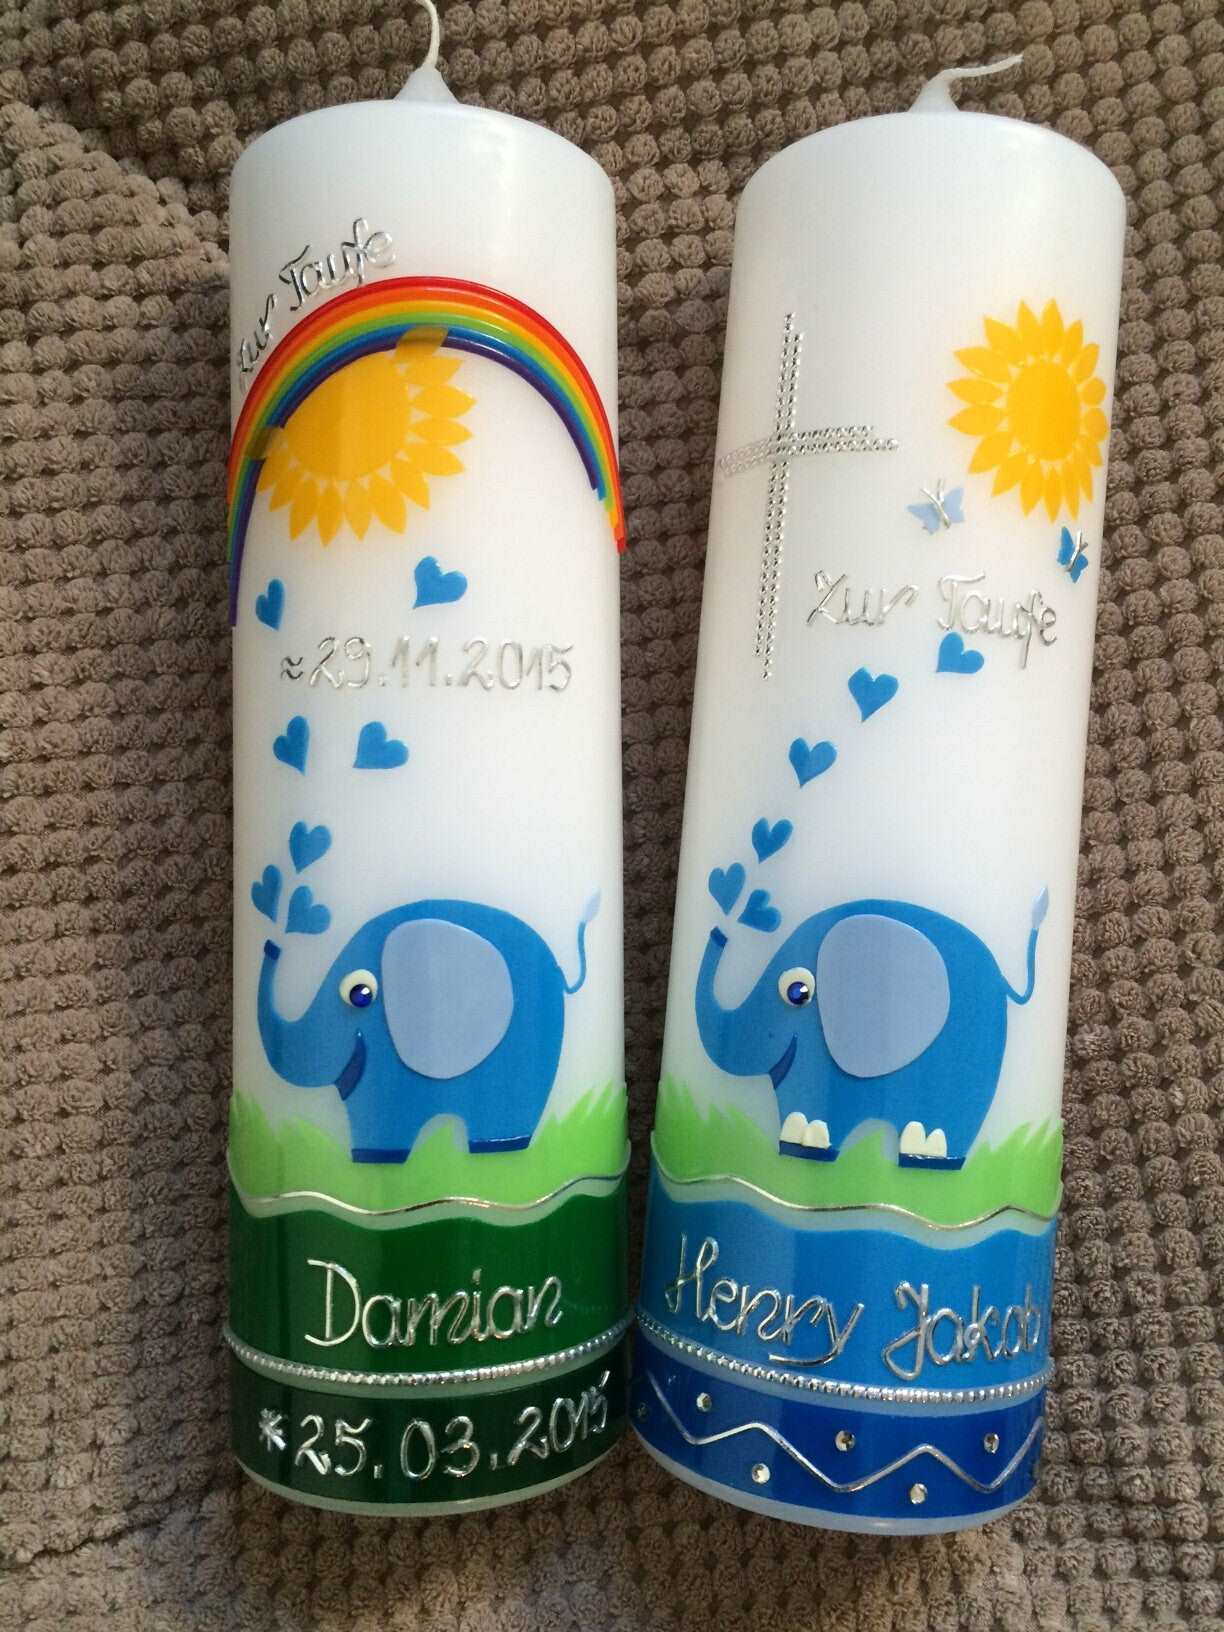 zur Taufe
≈29.11.2015
Damian
*25.03.2015
Zur Taufe
Henry Jakob